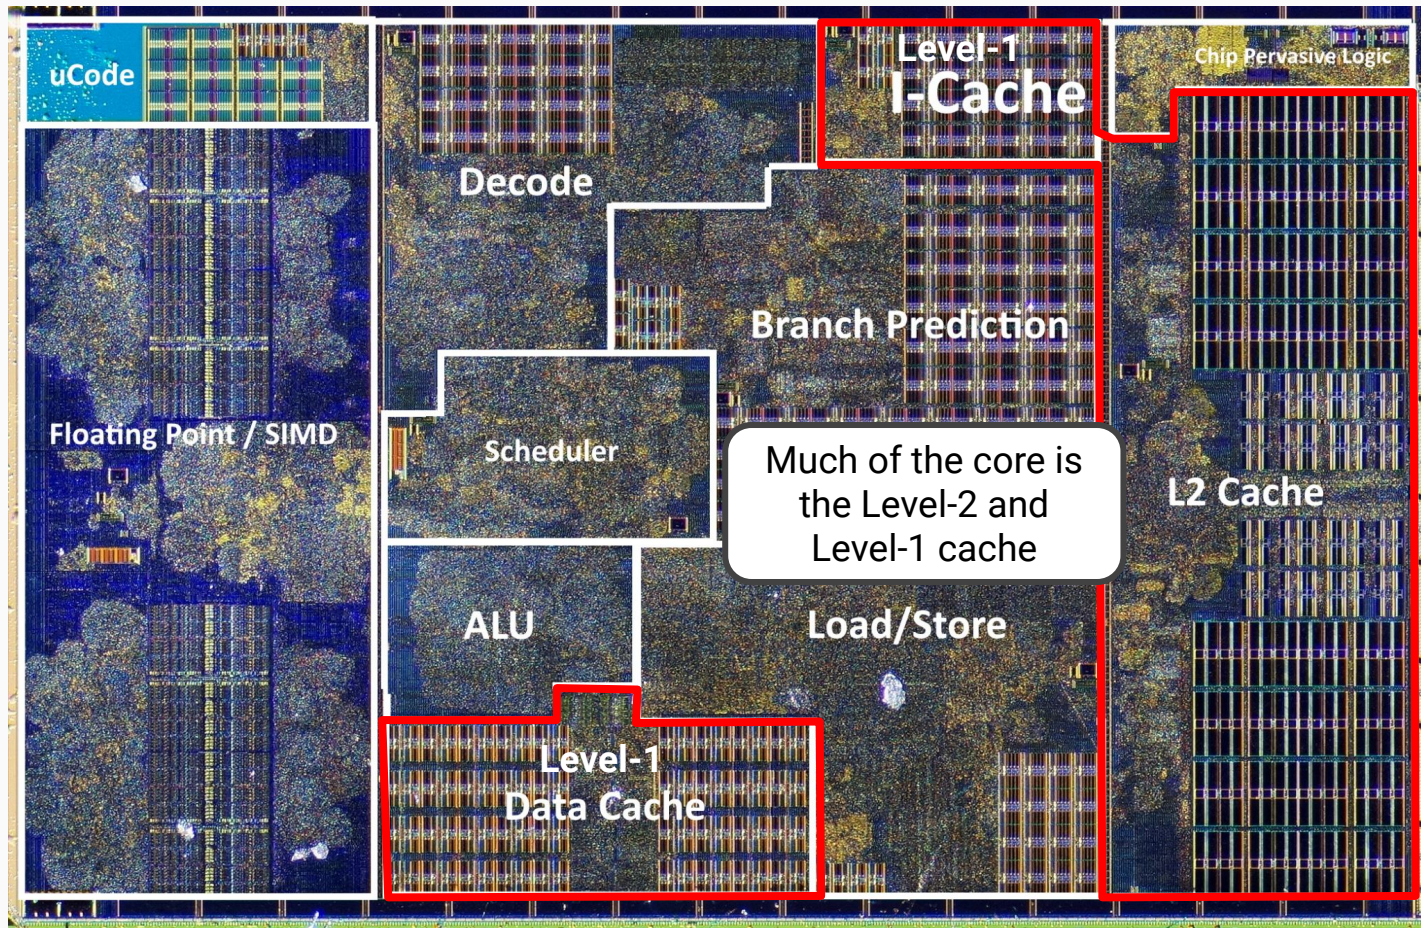 uCode
Level-1
I-Cache
Chip Pervasive Logic
Decode
Branch Prediction
Floating Point / SIMD
Scheduler
Much of the core is
the Level-2 and
Level-1 cache
L2 Cache
ALU
Load/Store
Level-1
Data Cache